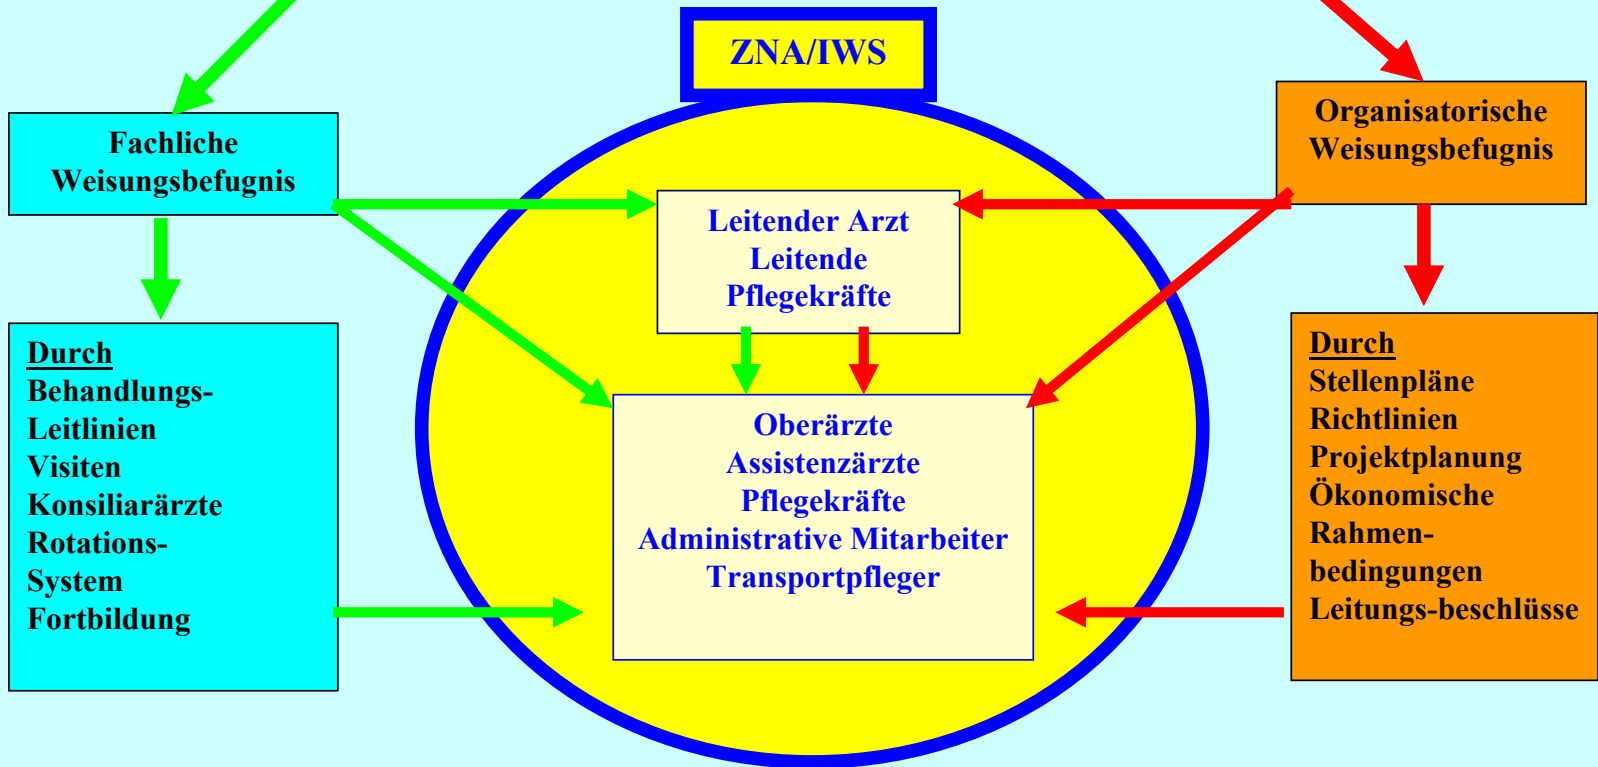 ZNA/IWS
Fachliche
Weisungsbefugnis
Organisatorische
Weisungsbefugnis
Leitender Arzt
Leitende
Pflegekräfte
Durch
Behandlungs-
Leitlinien
Visiten
Konsiliarärzte
Rotations-
System
Fortbildung
Oberärzte
Assistenzärzte
Pflegekräfte
Administrative Mitarbeiter
Transportpfleger
Durch
Stellenpläne
Richtlinien
Projektplanung
Ökonomische
Rahmen-
bedingungen
Leitungs-beschlüsse